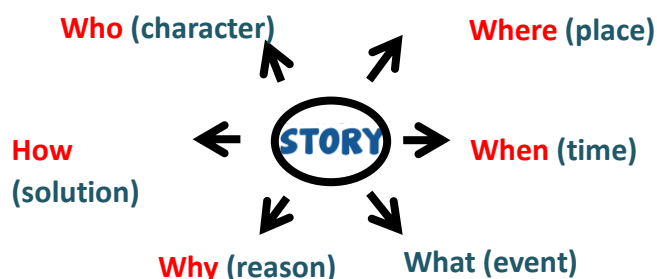 Who (character)
Where (place)
STORY
How
(solution)
When (time)
Why (reason)
What (event)